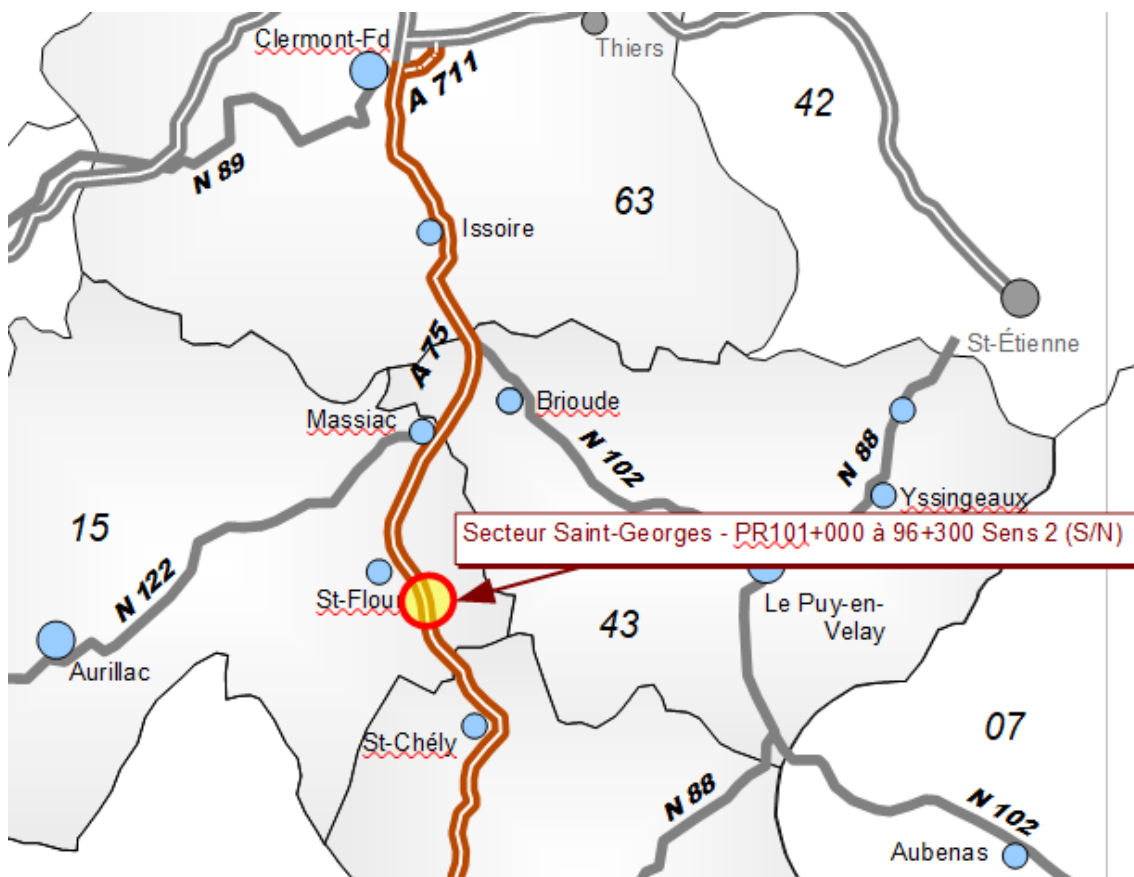 Clermont-Fd
Thiers
A 711
42
N 89
63
Issoire
St-Étienne
A 75
Brioude
Massiac
N 102
N 88
Yssingeaux
15
Secteur Saint-Georges - PR101+000 à 96+300 Sens 2 (S/N)
N 122
St-Flour
Le Puy-en-
Velay
43
Aurillac
St-Chély
07
N 88
N 102
Aubenas